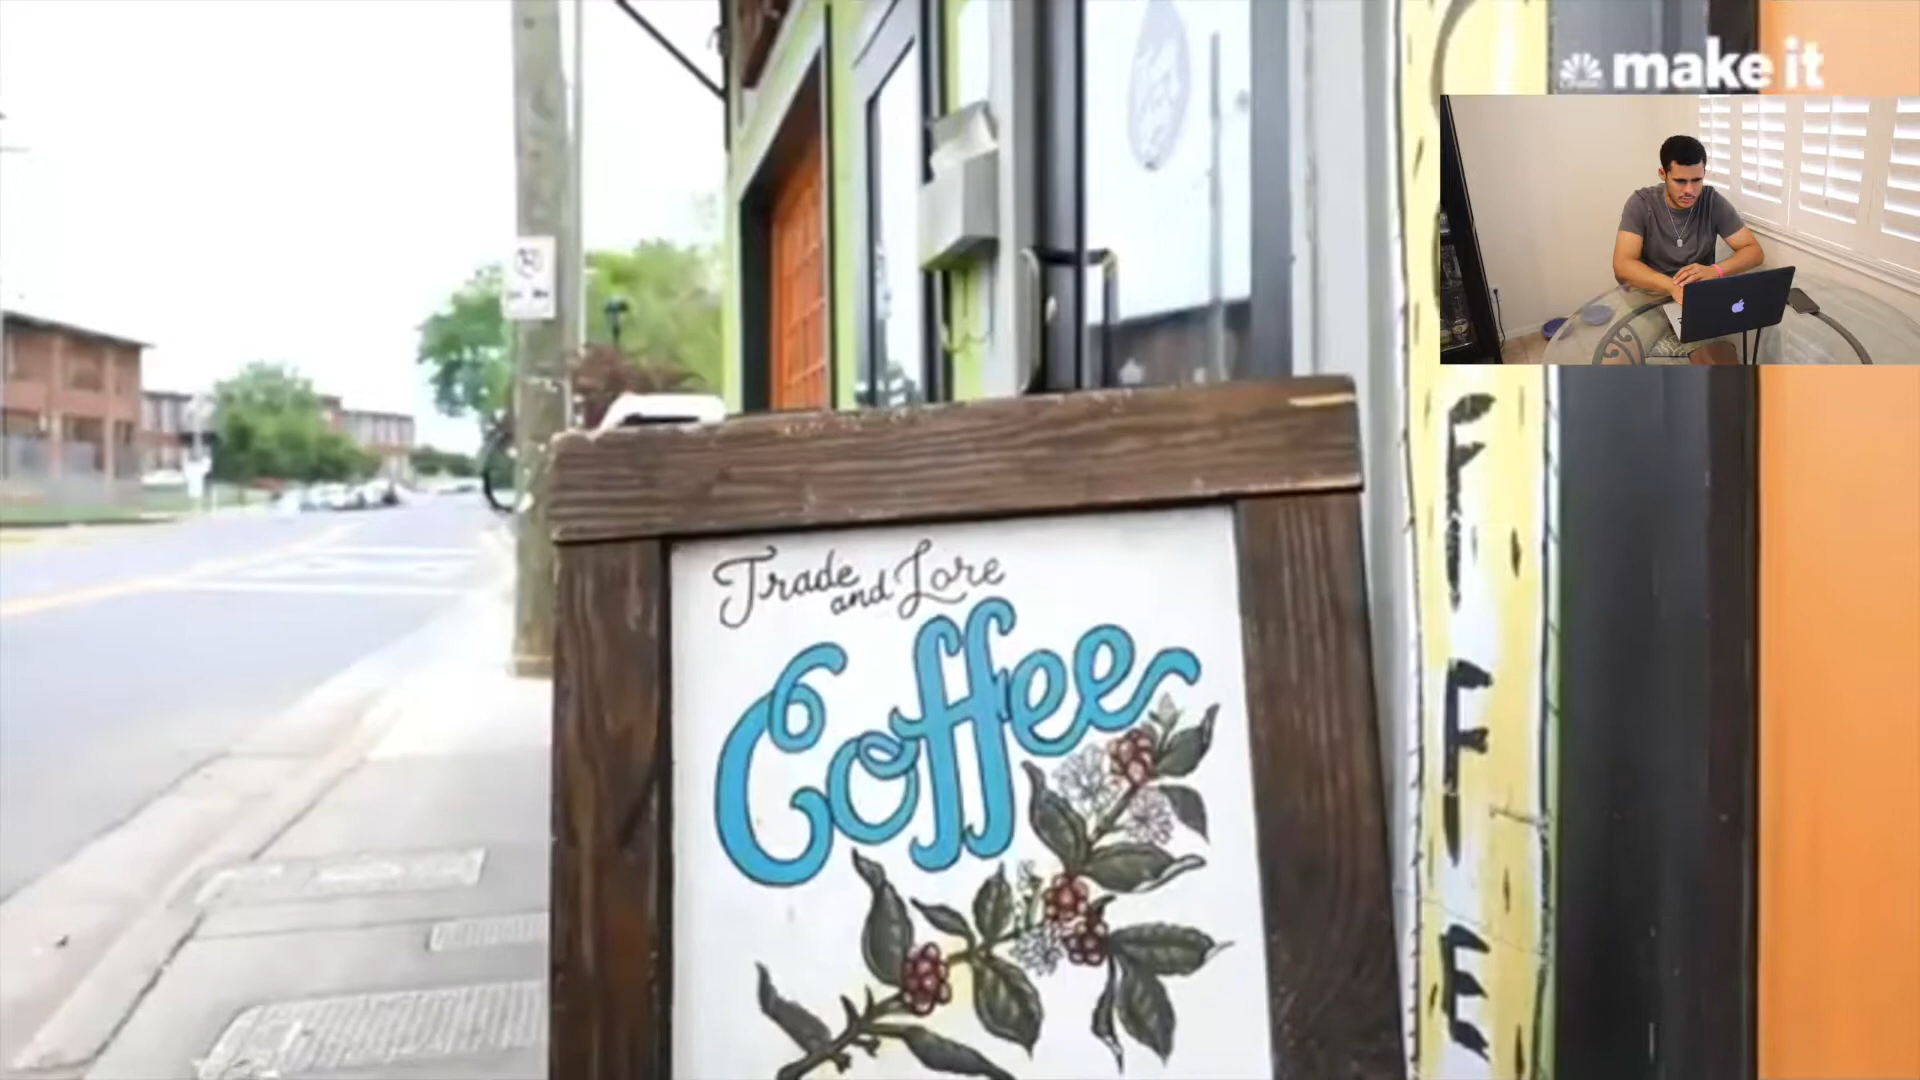 make it
Trade
and Lore
Coffee
F
F
E